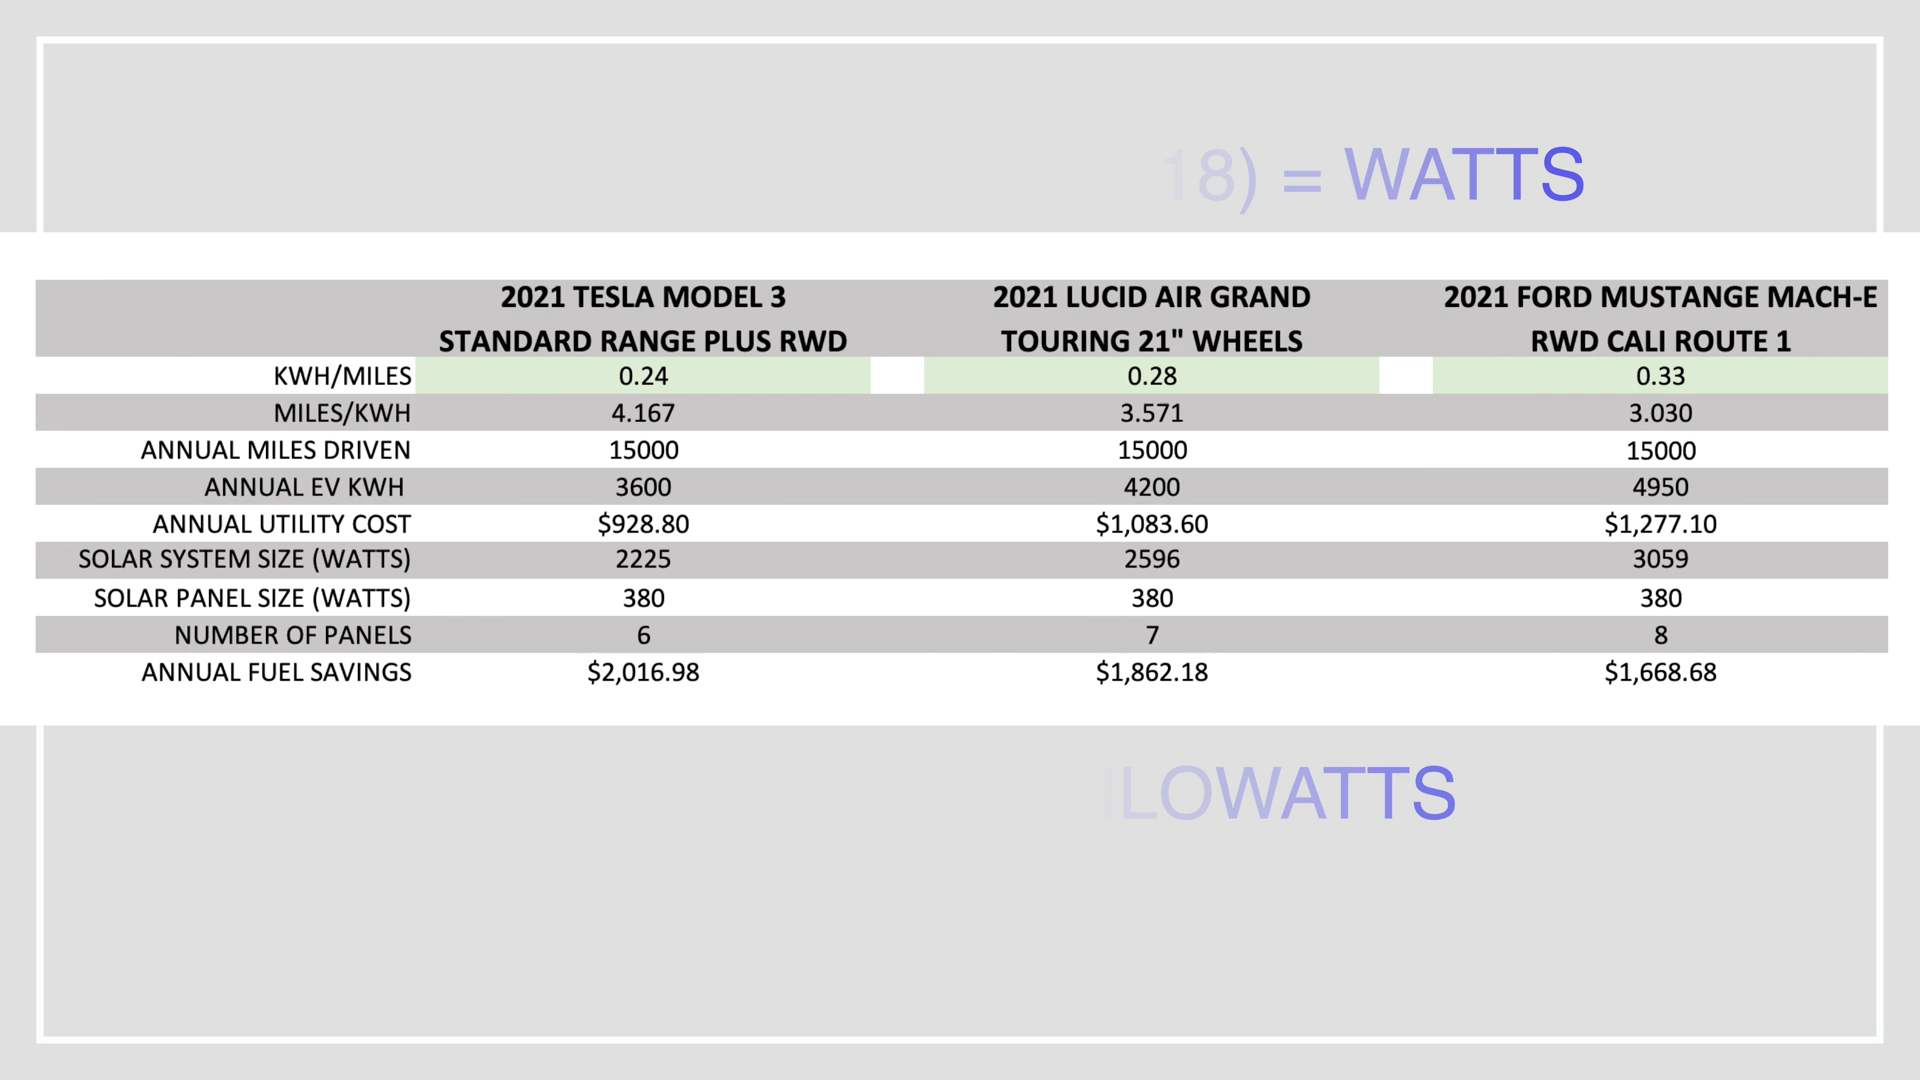 18) = WATTS
2021 TESLA MODEL 3 2021 LUCID AIR GRAND 2021 FORD MUSTANGE MACH-E
STANDARD RANGE PLUS RWD TOURING 21" WHEELS RWD CALI ROUTE 1
KWH/MILES 0.24 0.28 0.33
MILES/KWH 4.167 3.571 3.030
ANNUAL MILES DRIVEN 15000 15000 15000
ANNUAL EV KWH 3600 4200 4950
ANNUAL UTILITY COST $928.80 $1,083.60 $1,277.10
SOLAR SYSTEM SIZE (WATTS) 2225 2596 3059
SOLAR PANEL SIZE (WATTS) 380 380 380
NUMBER OF PANELS 6 7 8
ANNUAL FUEL SAVINGS $2,016.98 $1,862.18 $1,668.68
ILOWATTS